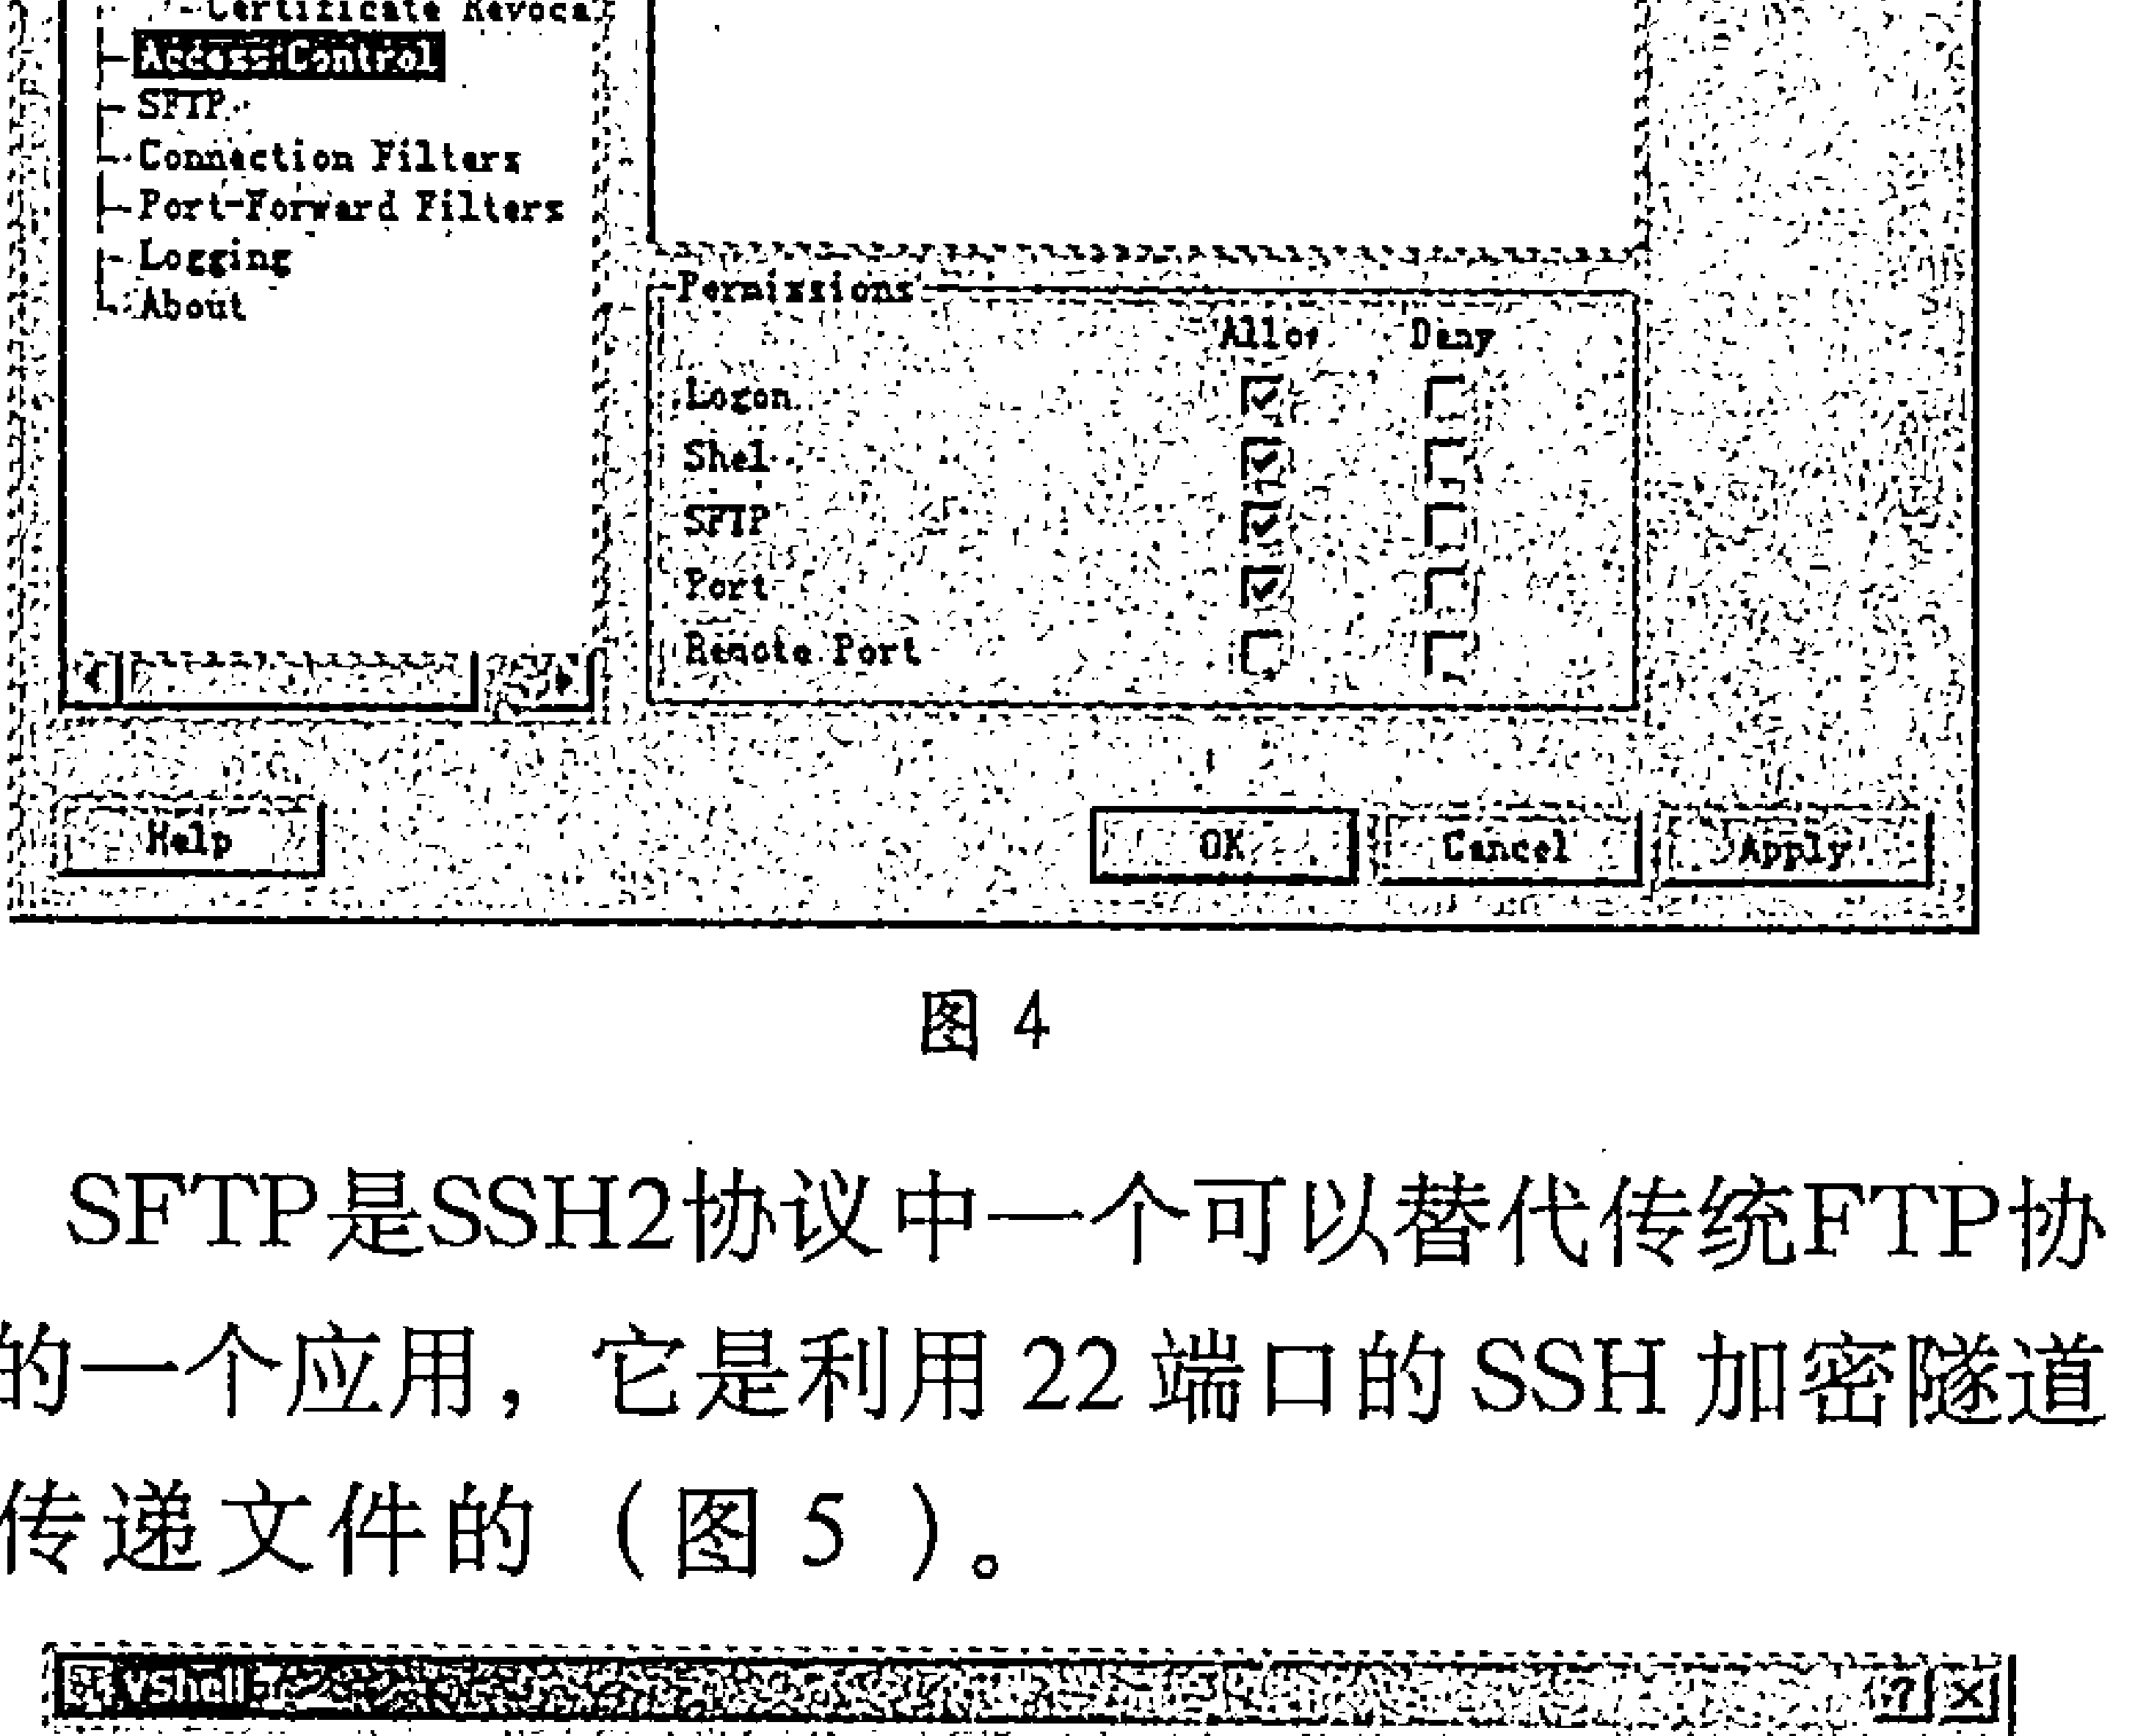 Certificate Revoca
Access Control
SFTP
Connection Filters
Port-Forward Filters
Logging
About
Permissions
Allow Deny
Logon
Shel
SFTP
Port
Remote Port
Help OK Cancel Apply
图 4
SFTP是SSH2协议中一个可以替代传统FTP协
的一个应用，它是利用 22 端口的 SSH 加密隧道
传递文件的（图 5 ）。
VShell